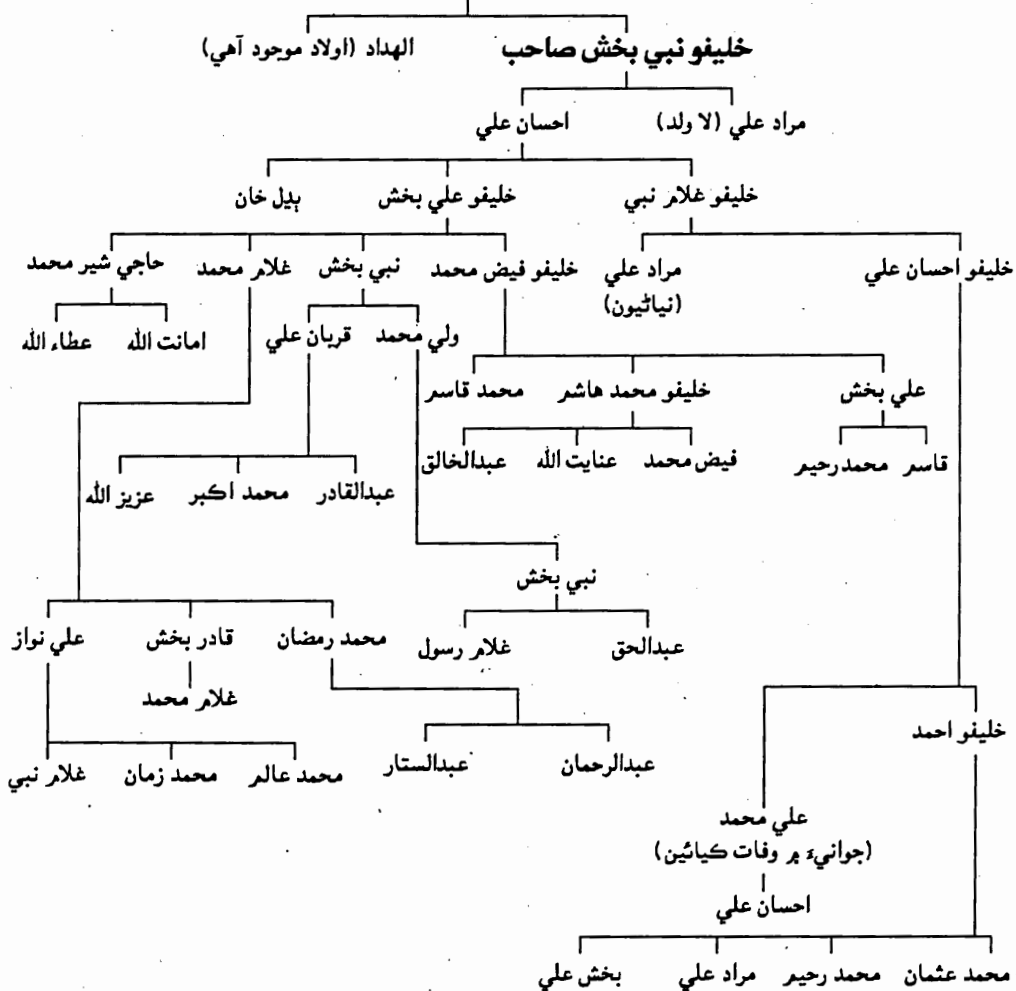 خليفو نبي بخش صاحب الهداد (اولاد موجود آهي)
مراد علي (لا ولد) احسان علي
خليفو غلام نبي خليفو علي بخش ٻڍل خان
خليفو احسان علي مراد علي خليفو فيض محمد نبي بخش غلام محمد حاجي شير محمد
(نياڻيون)
ولي محمد قربان علي امانت الله عطاء الله
علي بخش خليفو محمد هاشم محمد قاسم
قاسم محمد رحيم فيض محمد عنايت الله عبدالخالق
عبدالقادر محمد اڪبر عزيز الله
نبي بخش
محمد رمضان قادر بخش علي نواز
عبدالحق غلام رسول
غلام محمد
خليفو احمد
عبدالرحمان عبدالستار محمد عالم محمد زمان غلام نبي
علي محمد
(جوانيءَ ۾ وفات ڪيائين)
احسان علي
محمد عثمان محمد رحيم مراد علي بخش علي